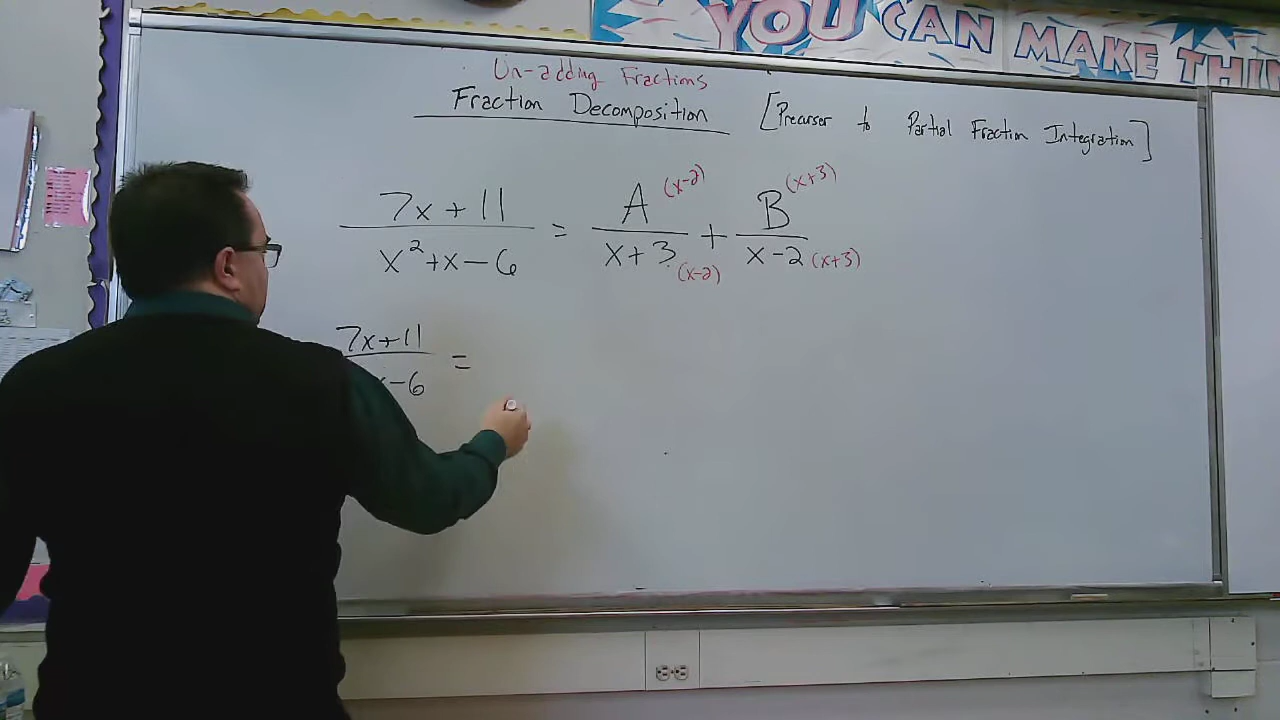 YOU CAN MAKE THIN
Un-adding Fractions
Fraction Decomposition [Precursor to Partial Fraction Integration]
7x + 11 A (x-2) B (x+3)
= +
x² + x - 6 x + 3 (x-2) x - 2 (x+3)
7x + 11
=
x - 6